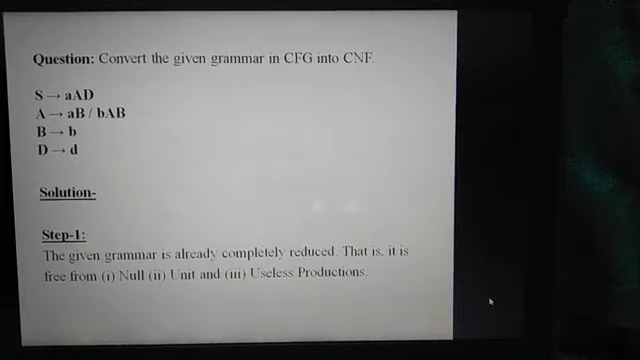 Question: Convert the given grammar in CFG into CNF.
S → aAD
A → aB / bAB
B → b
D → d
Solution-
Step-1:
The given grammar is already completely reduced. That is, it is
free from (i) Null (ii) Unit and (iii) Useless Productions.